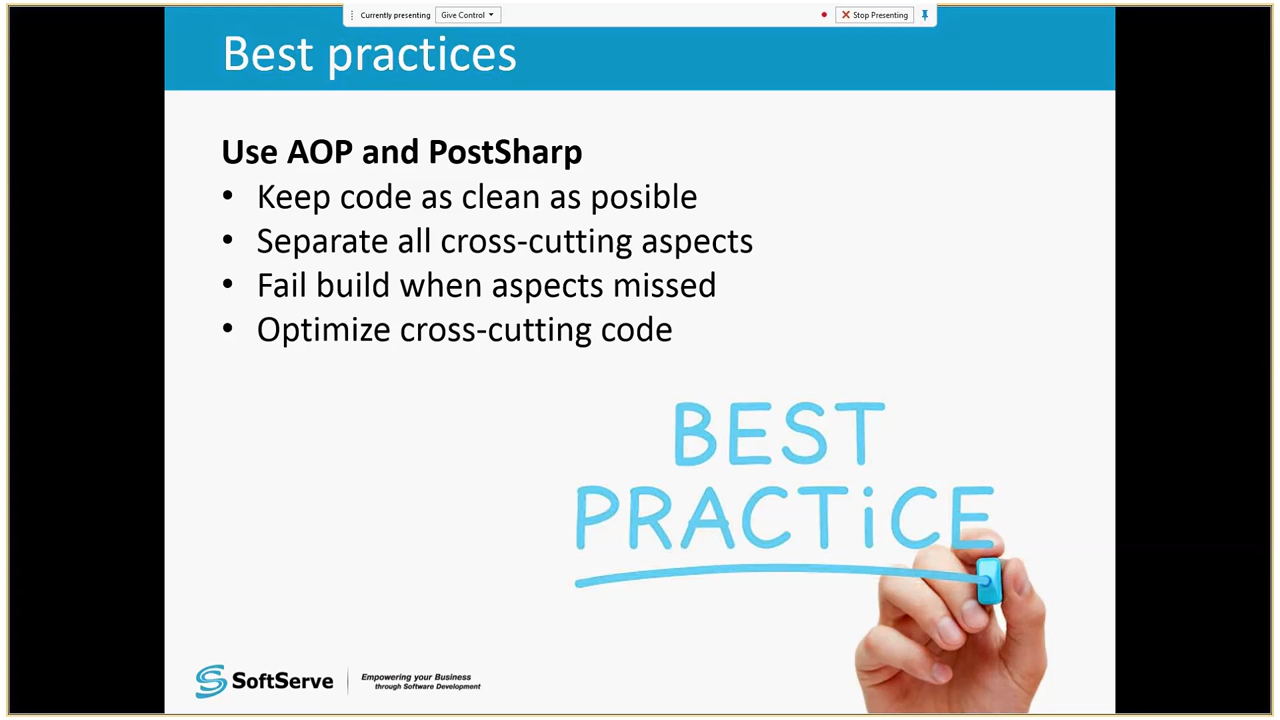 Currently presenting
Give Control
Stop Presenting
Best practices
Use AOP and PostSharp
• Keep code as clean as posible
• Separate all cross-cutting aspects
• Fail build when aspects missed
• Optimize cross-cutting code
BEST
PRACTiCE
SoftServe
Empowering your Business
through Software Development